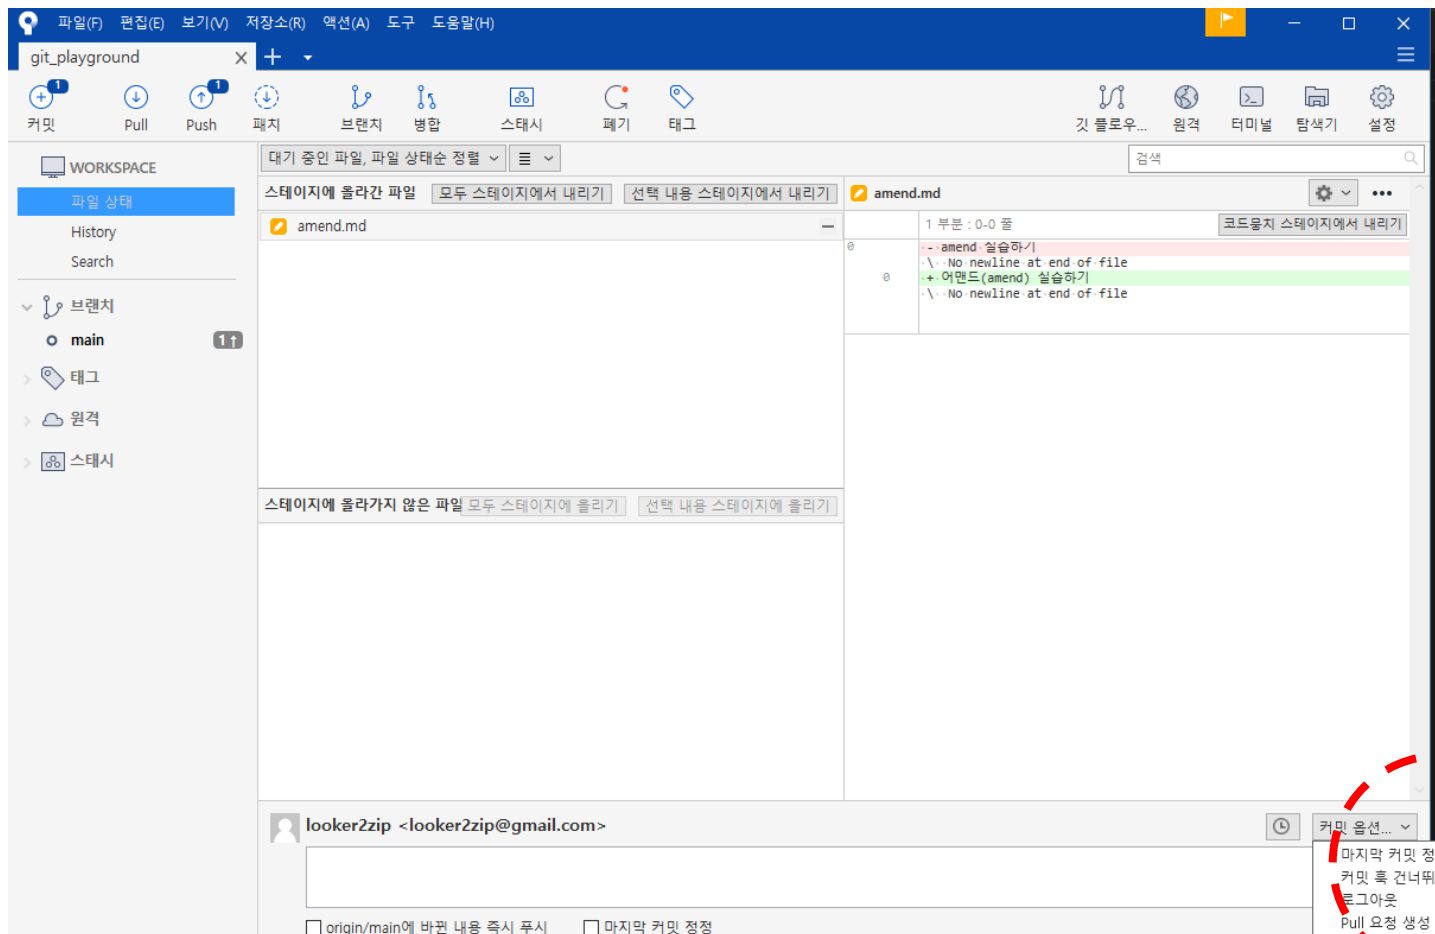 파일(F) 편집(E) 보기(V) 저장소(R) 액션(A) 도구 도움말(H)
git_playground
1 1
커밋 Pull Push 패치 브랜치 병합 스태시 폐기 태그 깃 플로우... 원격 터미널 탐색기 설정
WORKSPACE
파일 상태
History
Search
브랜치
main 1↑
태그
원격
스태시
대기 중인 파일, 파일 상태순 정렬
검색
스테이지에 올라간 파일 모두 스테이지에서 내리기 선택 내용 스테이지에서 내리기
amend.md
스테이지에 올라가지 않은 파일 모두 스테이지에 올리기 선택 내용 스테이지에 올리기
amend.md
1 부분 : 0-0 줄 코드뭉치 스테이지에서 내리기
0 - amend 실습하기
\ No newline at end of file
0 + 어맨드(amend) 실습하기
\ No newline at end of file
looker2zip <looker2zip@gmail.com>
커밋 옵션...
마지막 커밋 정
커밋 훅 건너뛰
로그아웃
Pull 요청 생성
origin/main에 바뀐 내용 즉시 푸시 마지막 커밋 정정